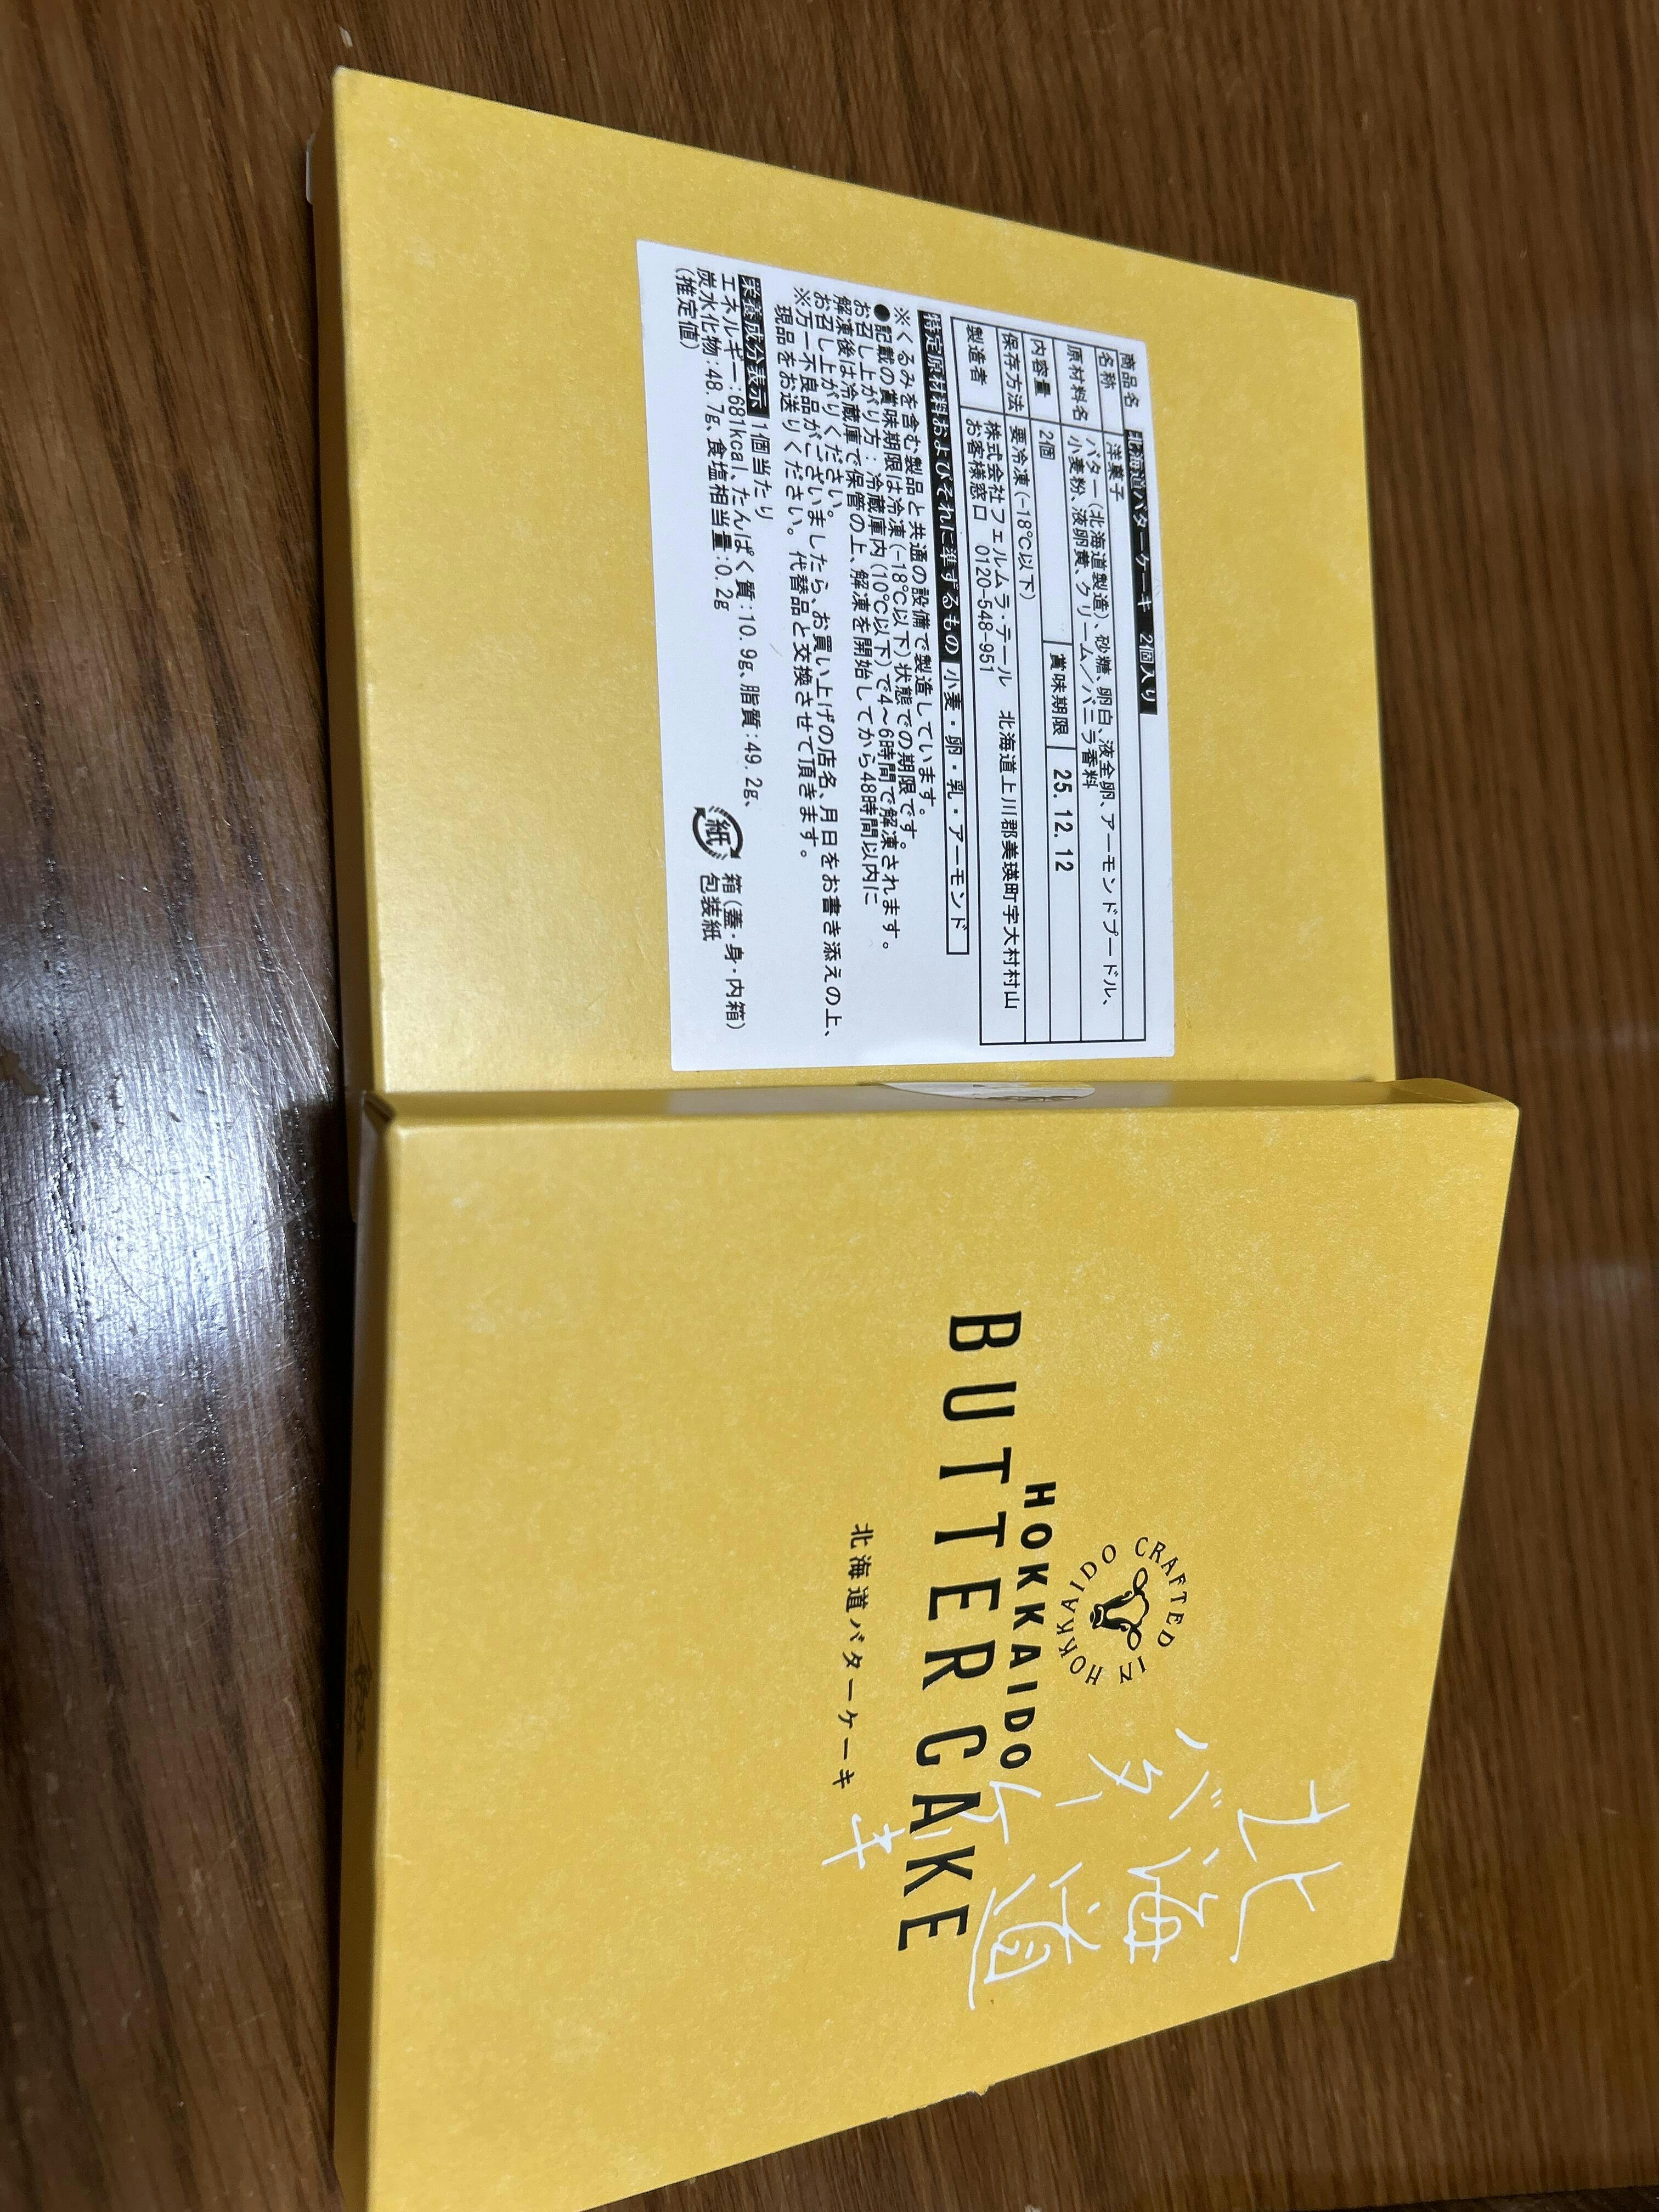 商品名 北海道バターケーキ 2個入り
名称 洋菓子
原材料名 バター(北海道製造)、砂糖、卵白、液全卵、アーモンドプードル、
小麦粉、液卵黄、クリーム／バニラ香料
内容量 2個 賞味期限 25.12.12
保存方法 要冷凍(-18℃以下)
製造者 株式会社フェルムラ・テール 北海道上川郡美瑛町字大村村山
お客様窓口 0120-548-951
特定原材料およびそれに準ずるもの 小麦・卵・乳・アーモンド
※くるみを含む製品と共通の設備で製造しています。
●記載の賞味期限は冷凍(-18℃以下)状態での期限です。
お召し上がり方:冷蔵庫内(10℃以下)で4～6時間で解凍されます。
解凍後は冷蔵庫で保管の上、解凍を開始してから48時間以内に
お召し上がりください。
※万一不良品がございましたら、お買い上げの店名、月日をお書き添えの上、
現品をお送りください。代替品と交換させて頂きます。
栄養成分表示 1個当たり
エネルギー:681kcal、たんぱく質:10.9g、脂質:49.2g、
炭水化物:48.7g、食塩相当量:0.2g
(推定値)
紙 箱(蓋・身・内箱)
包装紙
北海道
バターケーキ
CRAFTED IN HOKKAIDO
HOKKAIDO
BUTTER CAKE
北海道バターケーキ